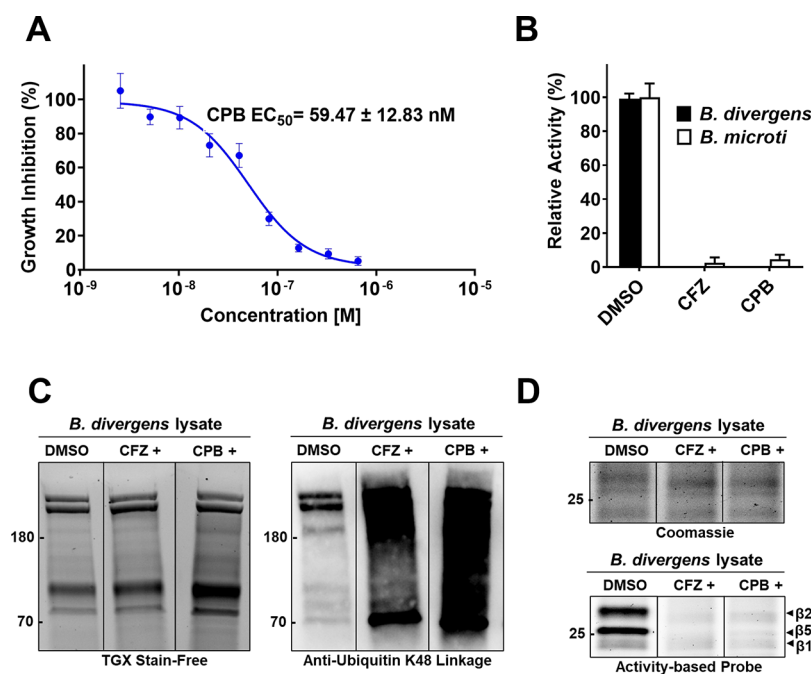 A
Growth Inhibition (%)
100
80
60
40
20
0
CPB EC50= 59.47 ± 12.83 nM
10-9
10-8
10-7
10-6
10-5
Concentration [M]
B
Relative Activity (%)
100
80
60
40
20
0
B. divergens
B. microti
DMSO
CFZ
CPB
C
B. divergens lysate
DMSO CFZ + CPB +
180
70
TGX Stain-Free
B. divergens lysate
DMSO CFZ + CPB +
180
70
Anti-Ubiquitin K48 Linkage
D
B. divergens lysate
DMSO CFZ + CPB +
25
Coomassie
B. divergens lysate
DMSO CFZ + CPB +
25
β2
β5
β1
Activity-based Probe